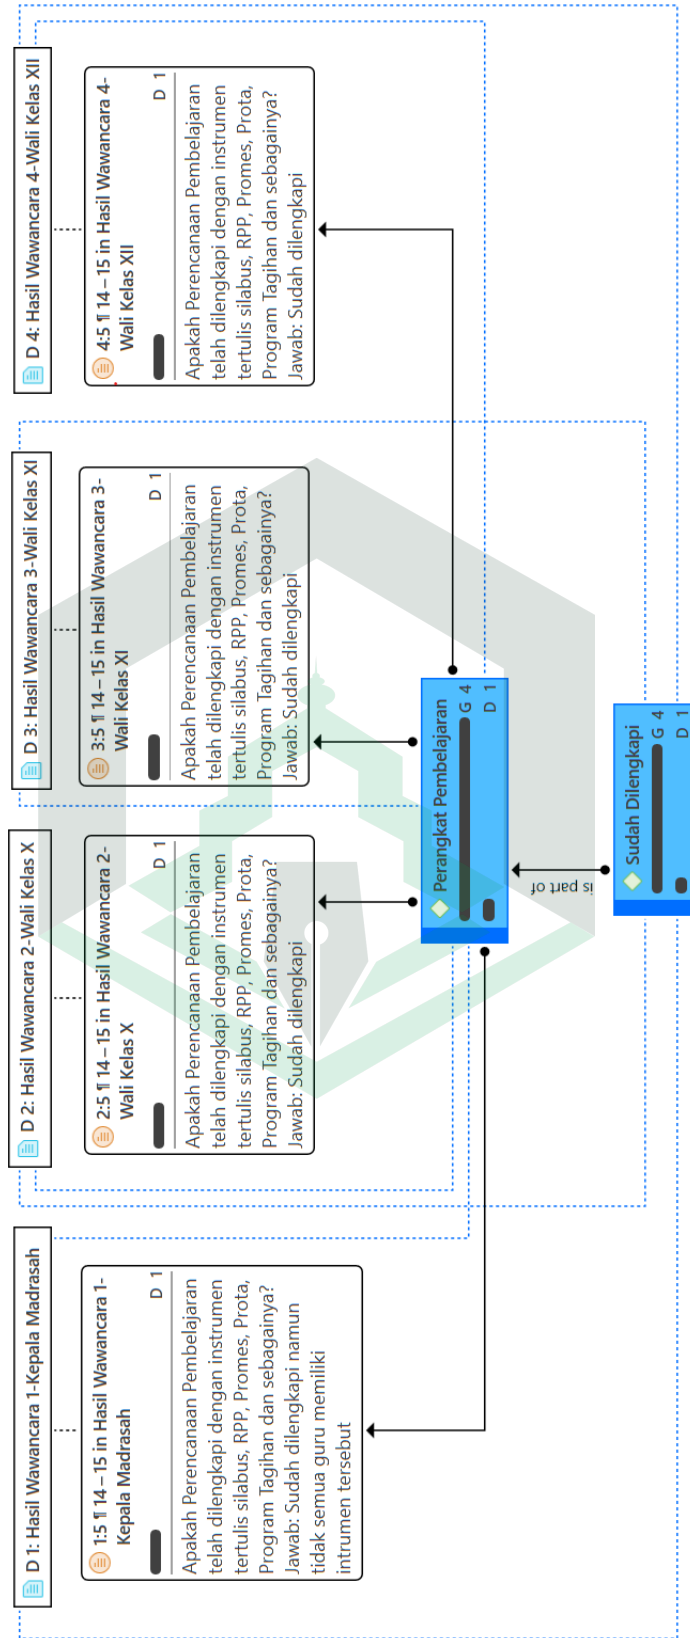 D 1: Hasil Wawancara 1-Kepala Madrasah
1:5 ¶ 14 – 15 in Hasil Wawancara 1-
Kepala Madrasah
D 1
Apakah Perencanaan Pembelajaran
telah dilengkapi dengan instrumen
tertulis silabus, RPP, Promes, Prota,
Program Tagihan dan sebagainya?
Jawab: Sudah dilengkapi namun
tidak semua guru memiliki
intrumen tersebut
D 2: Hasil Wawancara 2-Wali Kelas X
2:5 ¶ 14 – 15 in Hasil Wawancara 2-
Wali Kelas X
D 1
Apakah Perencanaan Pembelajaran
telah dilengkapi dengan instrumen
tertulis silabus, RPP, Promes, Prota,
Program Tagihan dan sebagainya?
Jawab: Sudah dilengkapi
D 3: Hasil Wawancara 3-Wali Kelas XI
3:5 ¶ 14 – 15 in Hasil Wawancara 3-
Wali Kelas XI
D 1
Apakah Perencanaan Pembelajaran
telah dilengkapi dengan instrumen
tertulis silabus, RPP, Promes, Prota,
Program Tagihan dan sebagainya?
Jawab: Sudah dilengkapi
D 4: Hasil Wawancara 4-Wali Kelas XII
4:5 ¶ 14 – 15 in Hasil Wawancara 4-
Wali Kelas XII
D 1
Apakah Perencanaan Pembelajaran
telah dilengkapi dengan instrumen
tertulis silabus, RPP, Promes, Prota,
Program Tagihan dan sebagainya?
Jawab: Sudah dilengkapi
Perangkat Pembelajaran
G 4
D 1
is part of
Sudah Dilengkapi
G 4
D 1